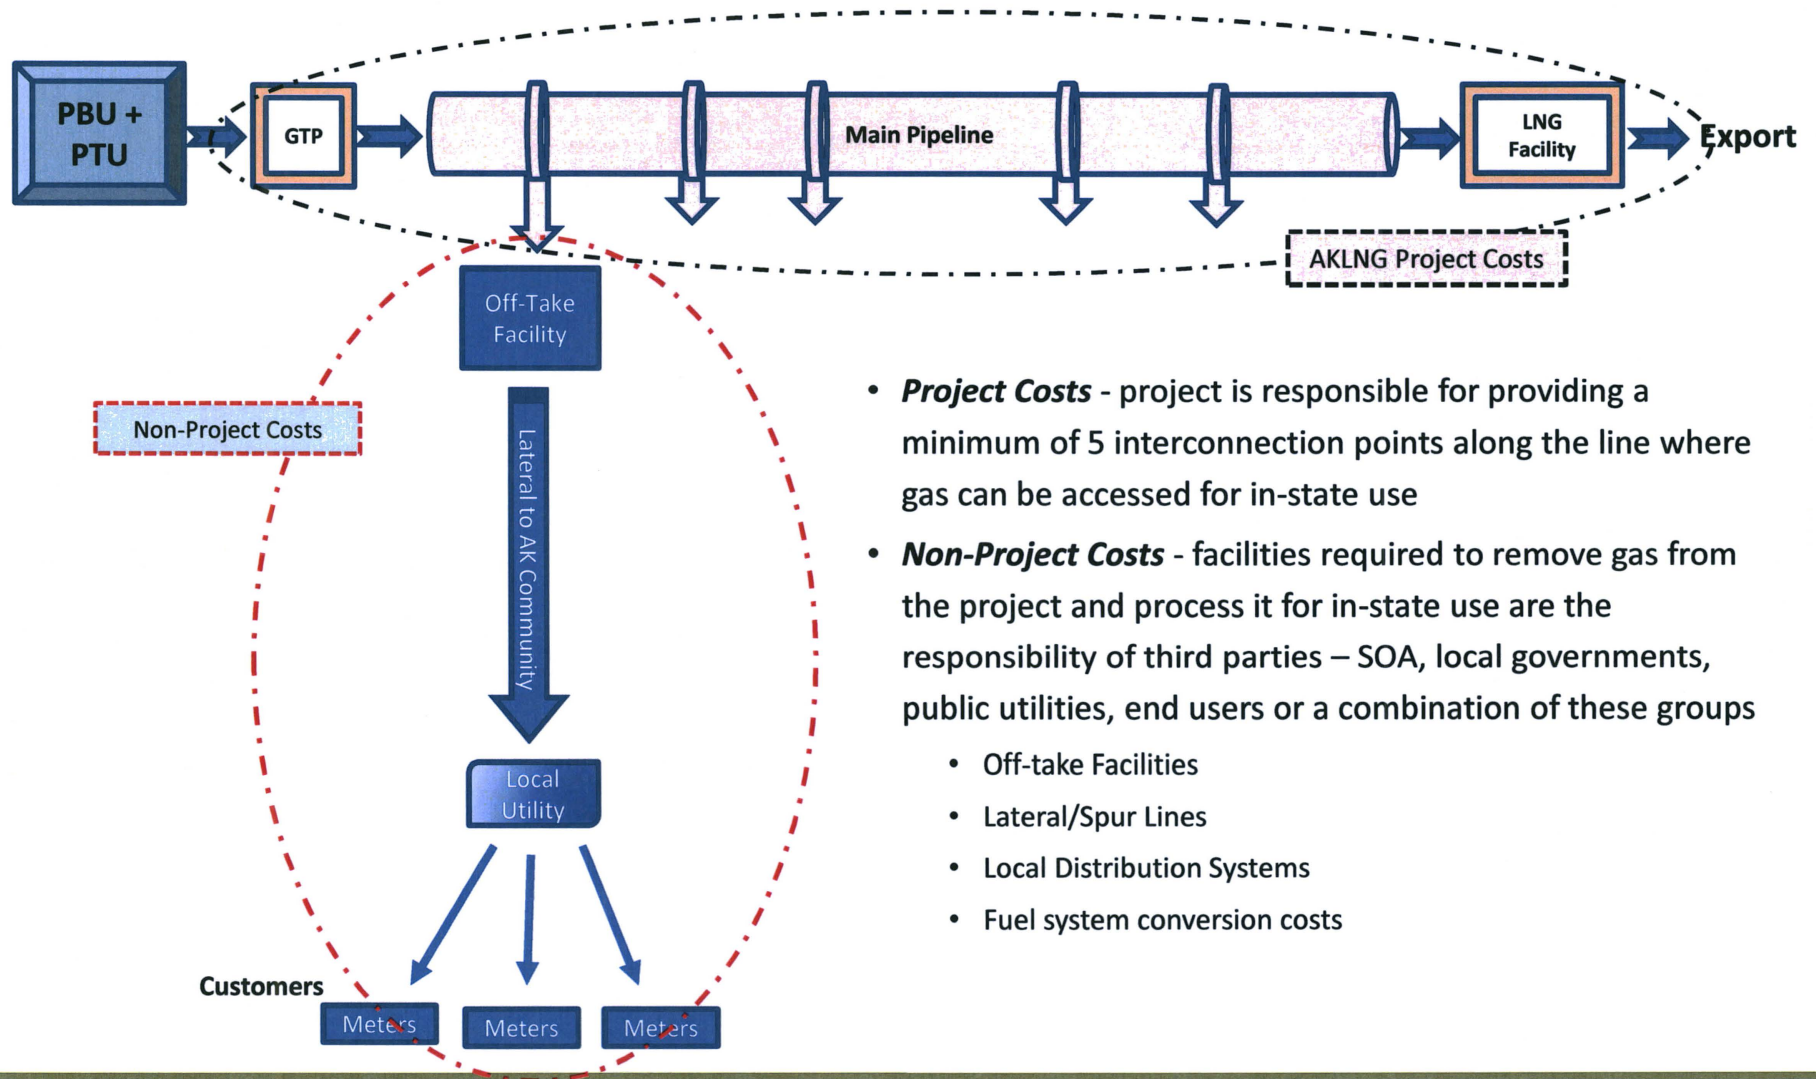 PBU +
PTU
GTP
Main Pipeline
LNG
Facility
Export
AKLNG Project Costs
Off-Take
Facility
Non-Project Costs
Lateral to AK Community
Local
Utility
Customers
Meters
Meters
Meters
• Project Costs - project is responsible for providing a
minimum of 5 interconnection points along the line where
gas can be accessed for in-state use
• Non-Project Costs - facilities required to remove gas from
the project and process it for in-state use are the
responsibility of third parties – SOA, local governments,
public utilities, end users or a combination of these groups
• Off-take Facilities
• Lateral/Spur Lines
• Local Distribution Systems
• Fuel system conversion costs